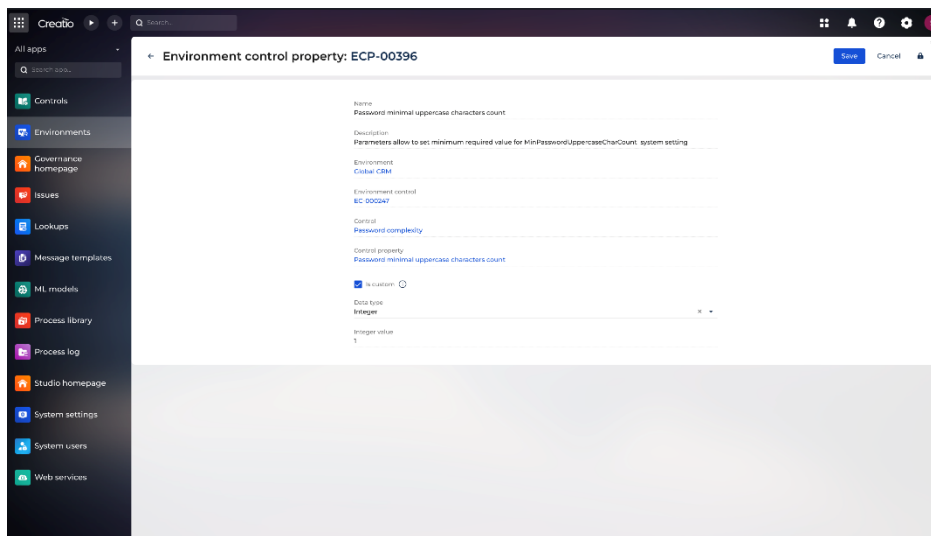 Creatio
Search...
All apps
Search app...
Controls
Environments
Governance
homepage
Issues
Lookups
Message templates
ML models
Process library
Process log
Studio homepage
System settings
System users
Web services
Environment control property: ECP-00396
Save
Cancel
Name
Password minimal uppercase characters count
Description
Parameters allow to set minimum required value for MinPasswordUppercaseCharCount system setting
Environment
Global CRM
Environment control
EC-000247
Control
Password complexity
Control property
Password minimal uppercase characters count
Is custom
Data type
Integer
Integer value
1